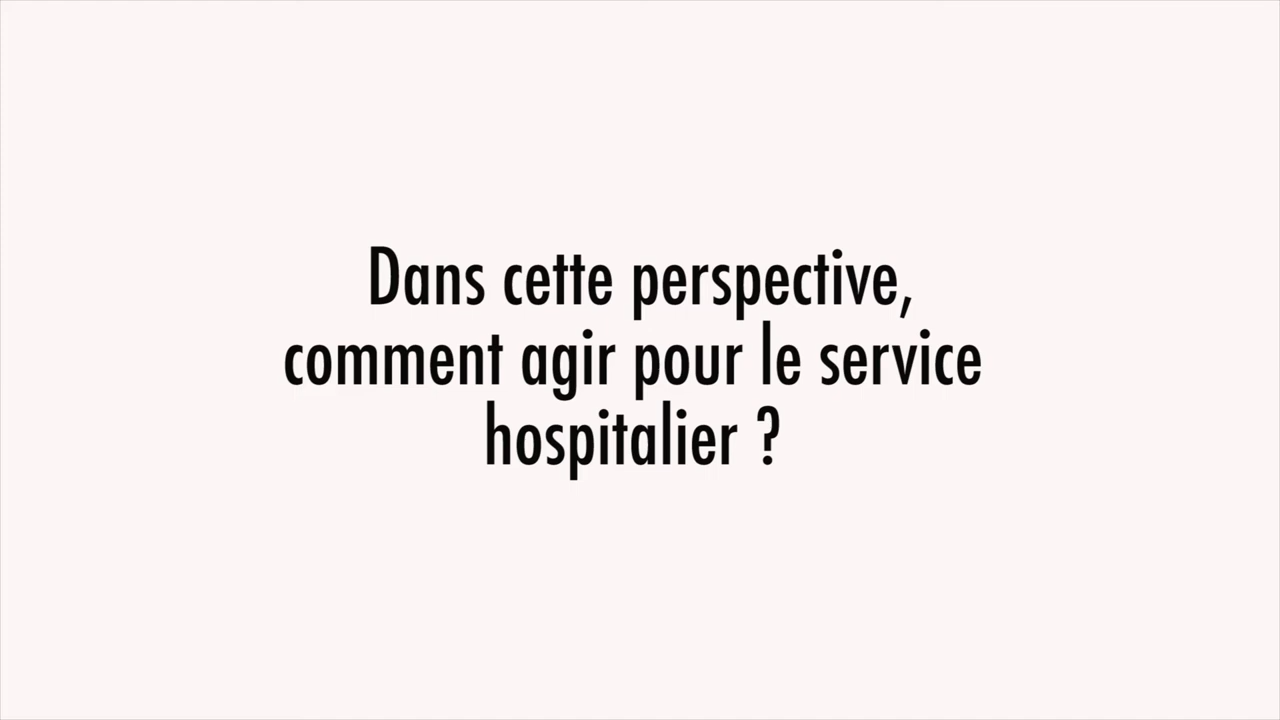 Dans cette perspective,
comment agir pour le service
hospitalier ?